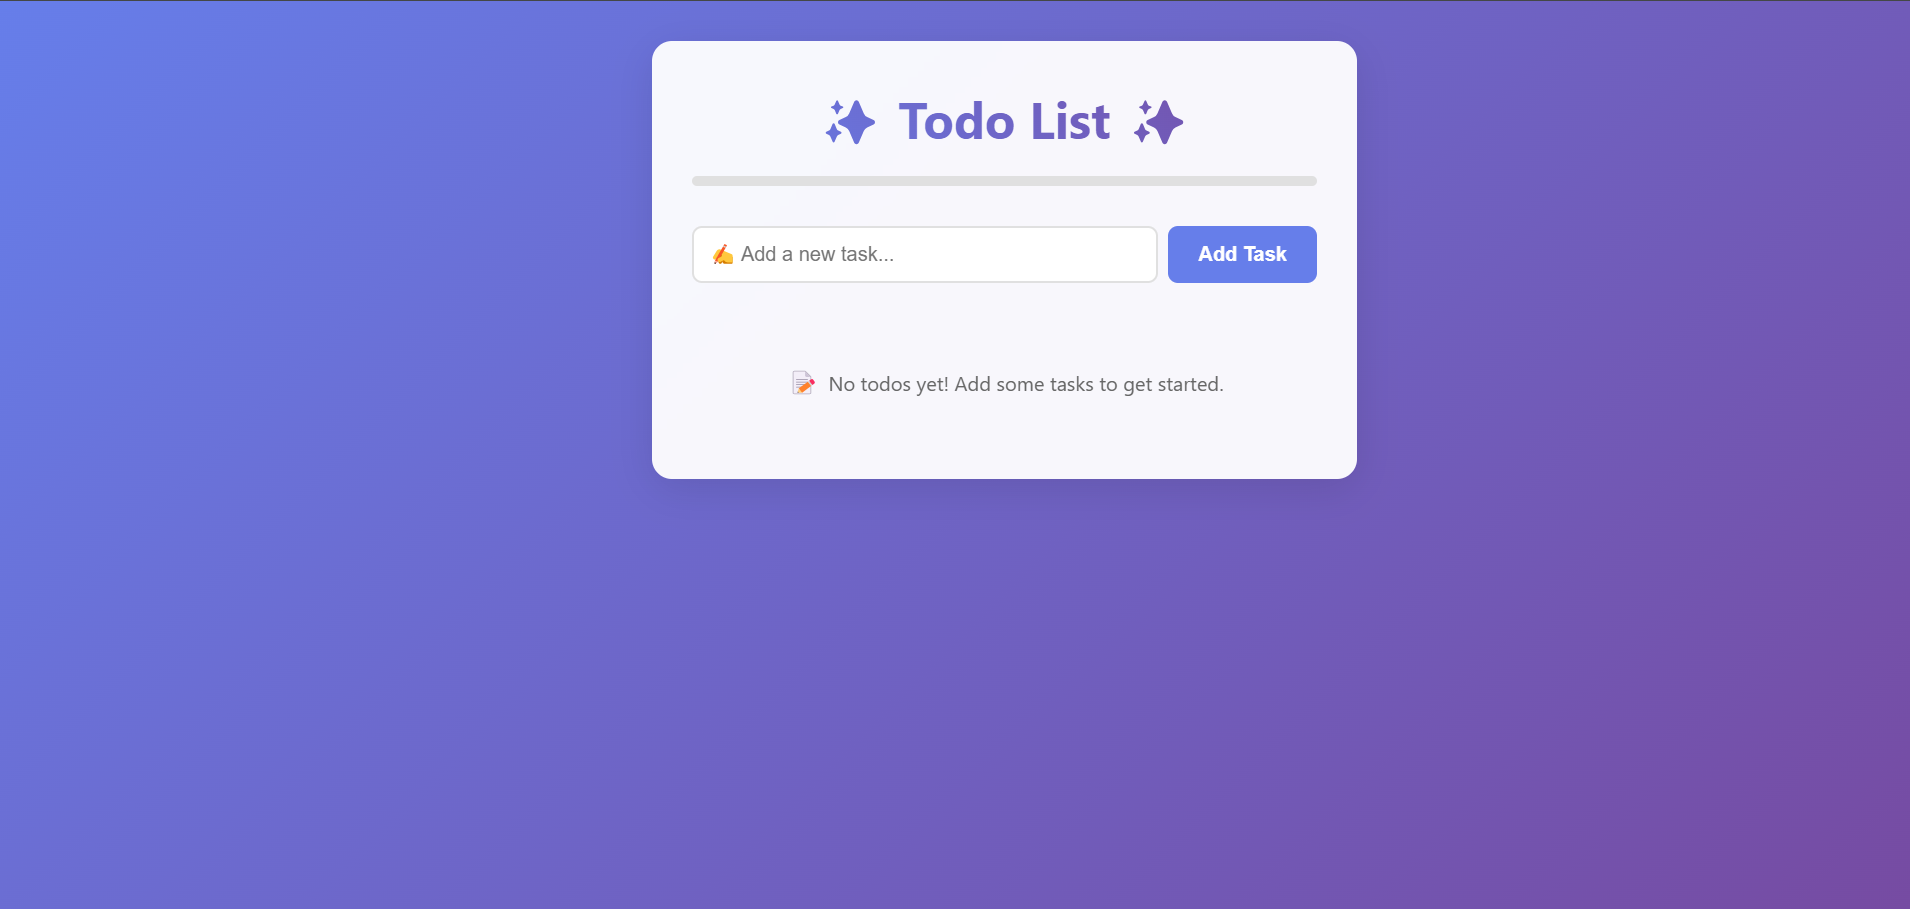 ✨ Todo List ✨
✍️ Add a new task...
Add Task
📝 No todos yet! Add some tasks to get started.